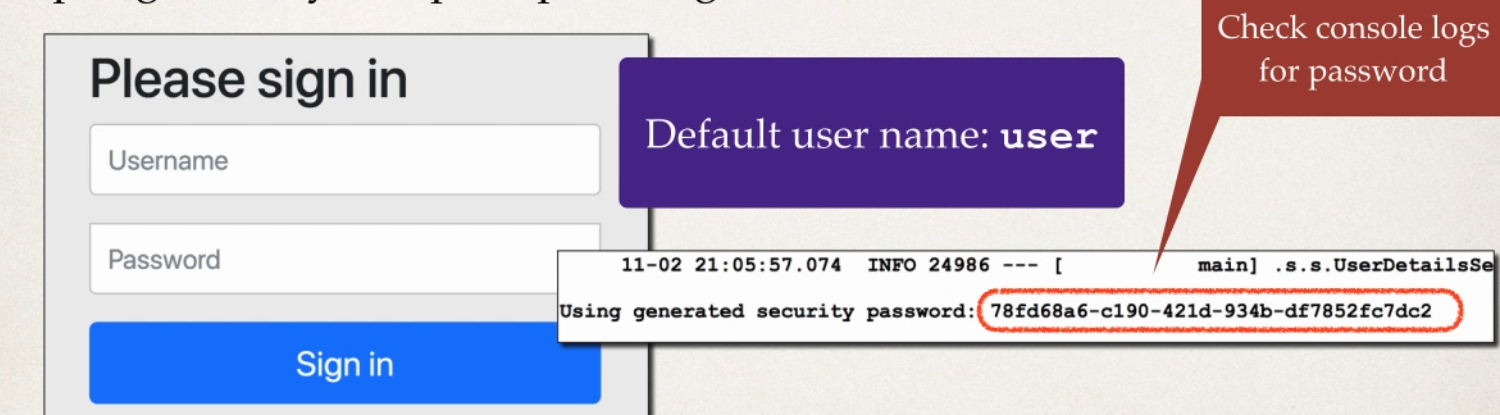 Check console logs
for password
Please sign in
Default user name: user
Username
Password
11-02 21:05:57.074 INFO 24986 --- [ main] .s.s.UserDetailsSe
Using generated security password: 78fd68a6-c190-421d-934b-df7852fc7dc2
Sign in